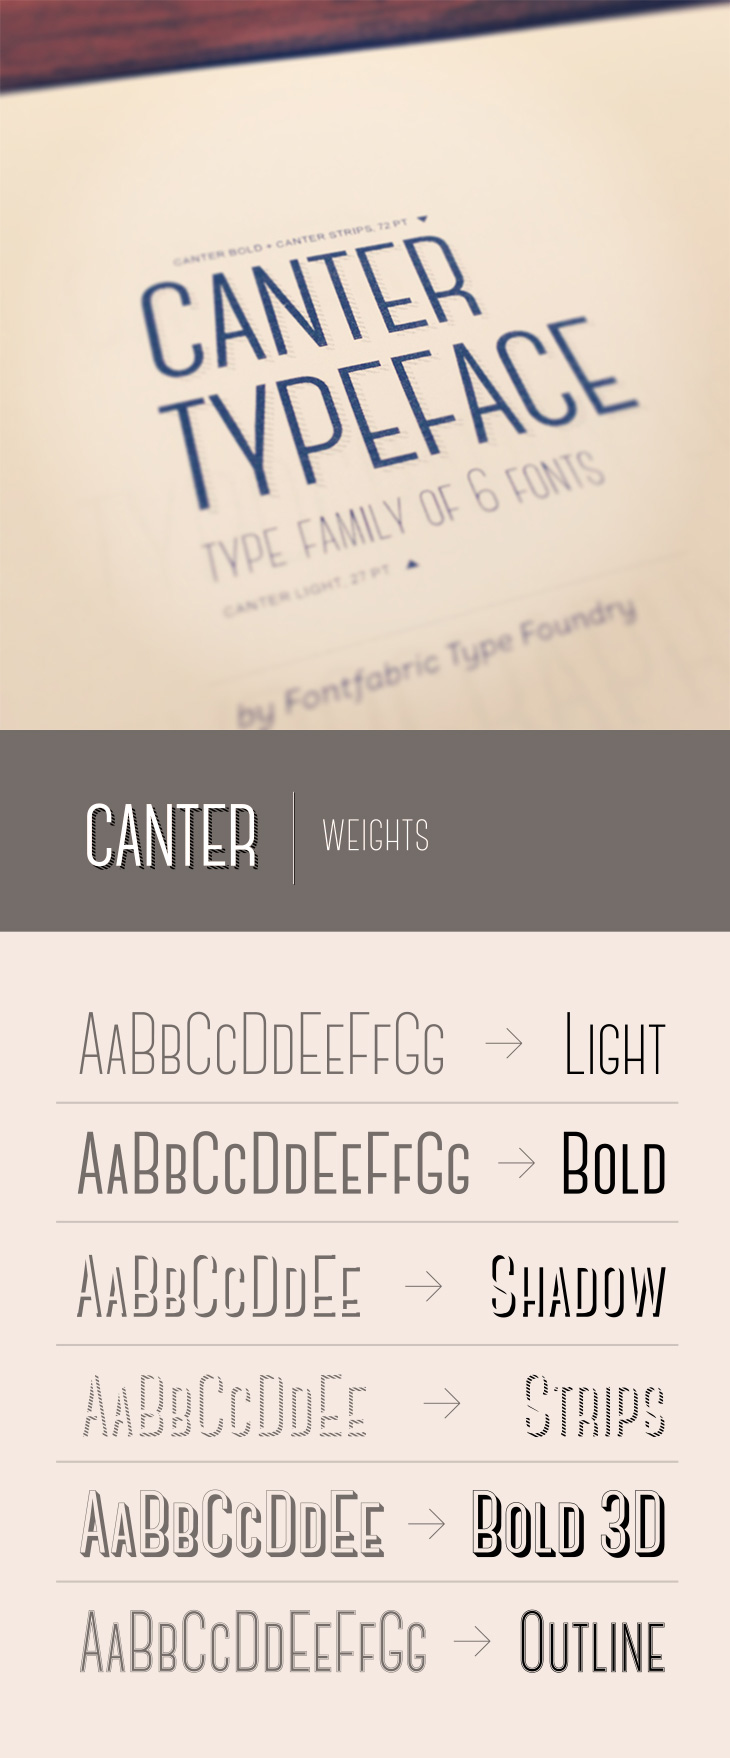 CANTER BOLD + CANTER STRIPS, 72 PT
CANTER
TYPEFACE
TYPE FAMILY OF 6 FONTS
CANTER LIGHT, 27 PT
by Fontfabric Type Foundry
CANTER
WEIGHTS
AaBbCcDdEeFfGg → Light
AaBbCcDdEeFfGg → Bold
AaBbCcDdEe → Shadow
AaBbCcDdEe → Strips
AaBbCcDdEe → Bold 3D
AaBbCcDdEeFfGg → Outline